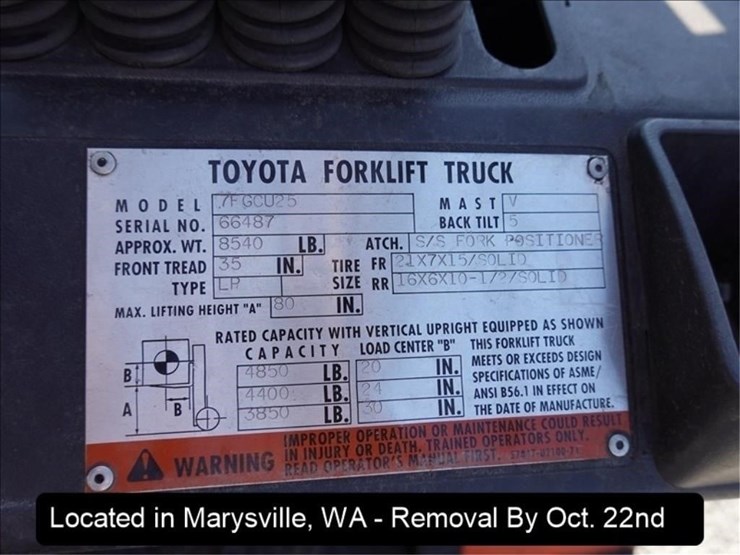 TOYOTA FORKLIFT TRUCK
MODEL 7FGCU25 MAST V
SERIAL NO. 66487 BACK TILT 5
APPROX. WT. 8540 LB. ATCH. S/S FORK POSITIONER
FRONT TREAD 35 IN. TIRE SIZE FR 21X7X15/SOLID
TYPE LP RR 16X6X10-1/2/SOLID
MAX. LIFTING HEIGHT "A" 80 IN.
RATED CAPACITY WITH VERTICAL UPRIGHT EQUIPPED AS SHOWN
CAPACITY LOAD CENTER "B"
4850 LB. 20 IN.
4400 LB. 24 IN.
3850 LB. 30 IN.
THIS FORKLIFT TRUCK
MEETS OR EXCEEDS DESIGN
SPECIFICATIONS OF ASME/
ANSI B56.1 IN EFFECT ON
THE DATE OF MANUFACTURE.
B
A B
WARNING
IMPROPER OPERATION OR MAINTENANCE COULD RESULT
IN INJURY OR DEATH. TRAINED OPERATORS ONLY.
READ OPERATOR'S MANUAL FIRST.
Located in Marysville, WA - Removal By Oct. 22nd